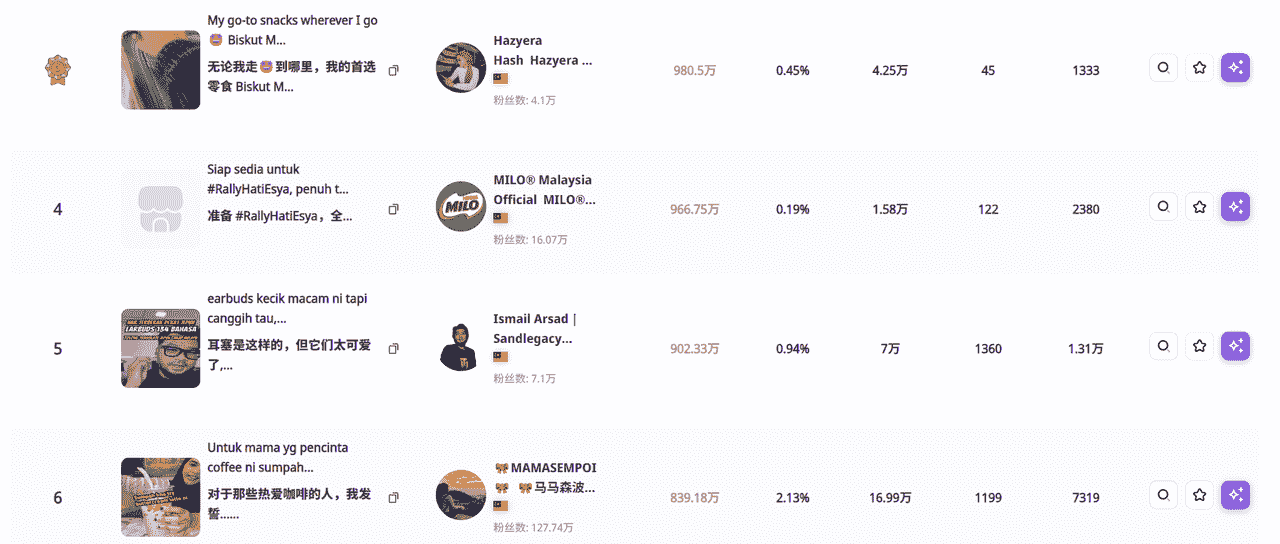 My go-to snacks wherever I go
🤩 Biskut M...
无论我走🤩到哪里，我的首选
零食 Biskut M...
Hazyera
Hash Hazyera ...
粉丝数: 4.1万
980.5万
0.45%
4.25万
45
1333
4
Siap sedia untuk
#RallyHatiEsya, penuh t...
准备 #RallyHatiEsya，全...
MILO
MILO® Malaysia
Official MILO®...
粉丝数: 16.07万
966.75万
0.19%
1.58万
122
2380
5
EARBUDS 154 BAHASA
earbuds kecik macam ni tapi
canggih tau,...
耳塞是这样的，但它们太可爱
了,...
Ismail Arsad |
Sandlegacy...
粉丝数: 7.1万
902.33万
0.94%
7万
1360
1.31万
6
Untuk mama yg pencinta
coffee ni sumpah...
对于那些热爱咖啡的人，我发
誓......
🎀MAMASEMPOI
🎀 🎀马马森波...
粉丝数: 127.74万
839.18万
2.13%
16.99万
1199
7319